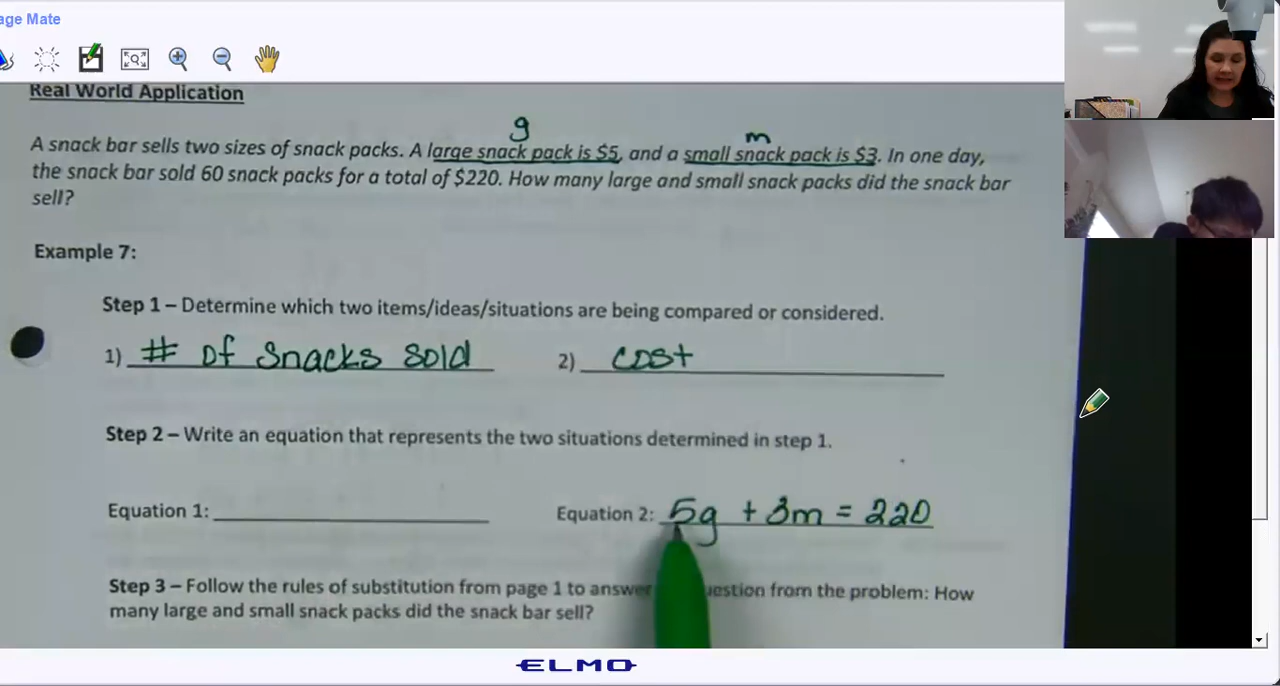 age Mate
Real World Application
g
m
A snack bar sells two sizes of snack packs. A large snack pack is $5, and a small snack pack is $3. In one day,
the snack bar sold 60 snack packs for a total of $220. How many large and small snack packs did the snack bar
sell?
Example 7:
Step 1 – Determine which two items/ideas/situations are being compared or considered.
1) # of snacks sold 2) cost
Step 2 – Write an equation that represents the two situations determined in step 1.
Equation 1: Equation 2: 5g + 3m = 220
Step 3 – Follow the rules of substitution from page 1 to answer uestion from the problem: How
many large and small snack packs did the snack bar sell?
ELMO